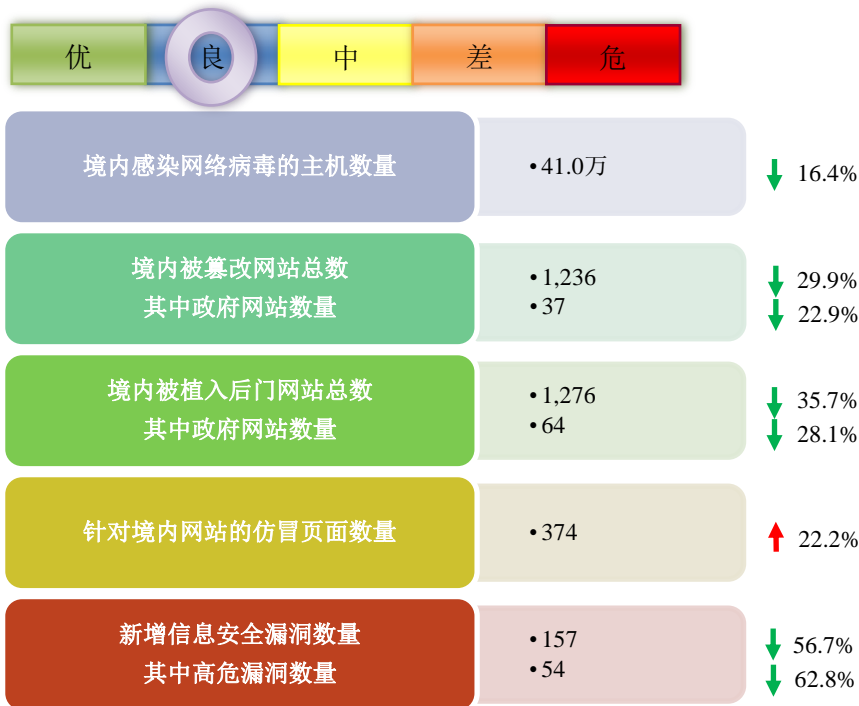 优 良 中 差 危
境内感染网络病毒的主机数量 •41.0万 16.4%
境内被篡改网站总数 •1,236 29.9%
其中政府网站数量 •37 22.9%
境内被植入后门网站总数 •1,276 35.7%
其中政府网站数量 •64 28.1%
针对境内网站的仿冒页面数量 •374 22.2%
新增信息安全漏洞数量 •157 56.7%
其中高危漏洞数量 •54 62.8%